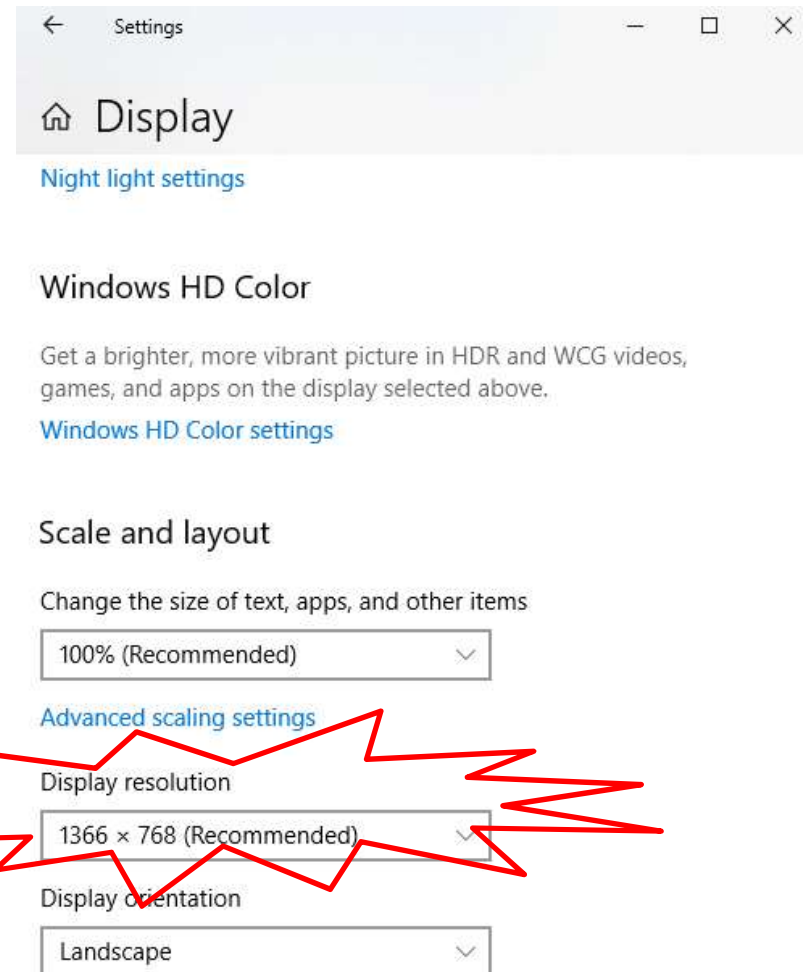 Settings
Display
Night light settings
Windows HD Color
Get a brighter, more vibrant picture in HDR and WCG videos,
games, and apps on the display selected above.
Windows HD Color settings
Scale and layout
Change the size of text, apps, and other items
100% (Recommended)
Advanced scaling settings
Display resolution
1366 × 768 (Recommended)
Display orientation
Landscape